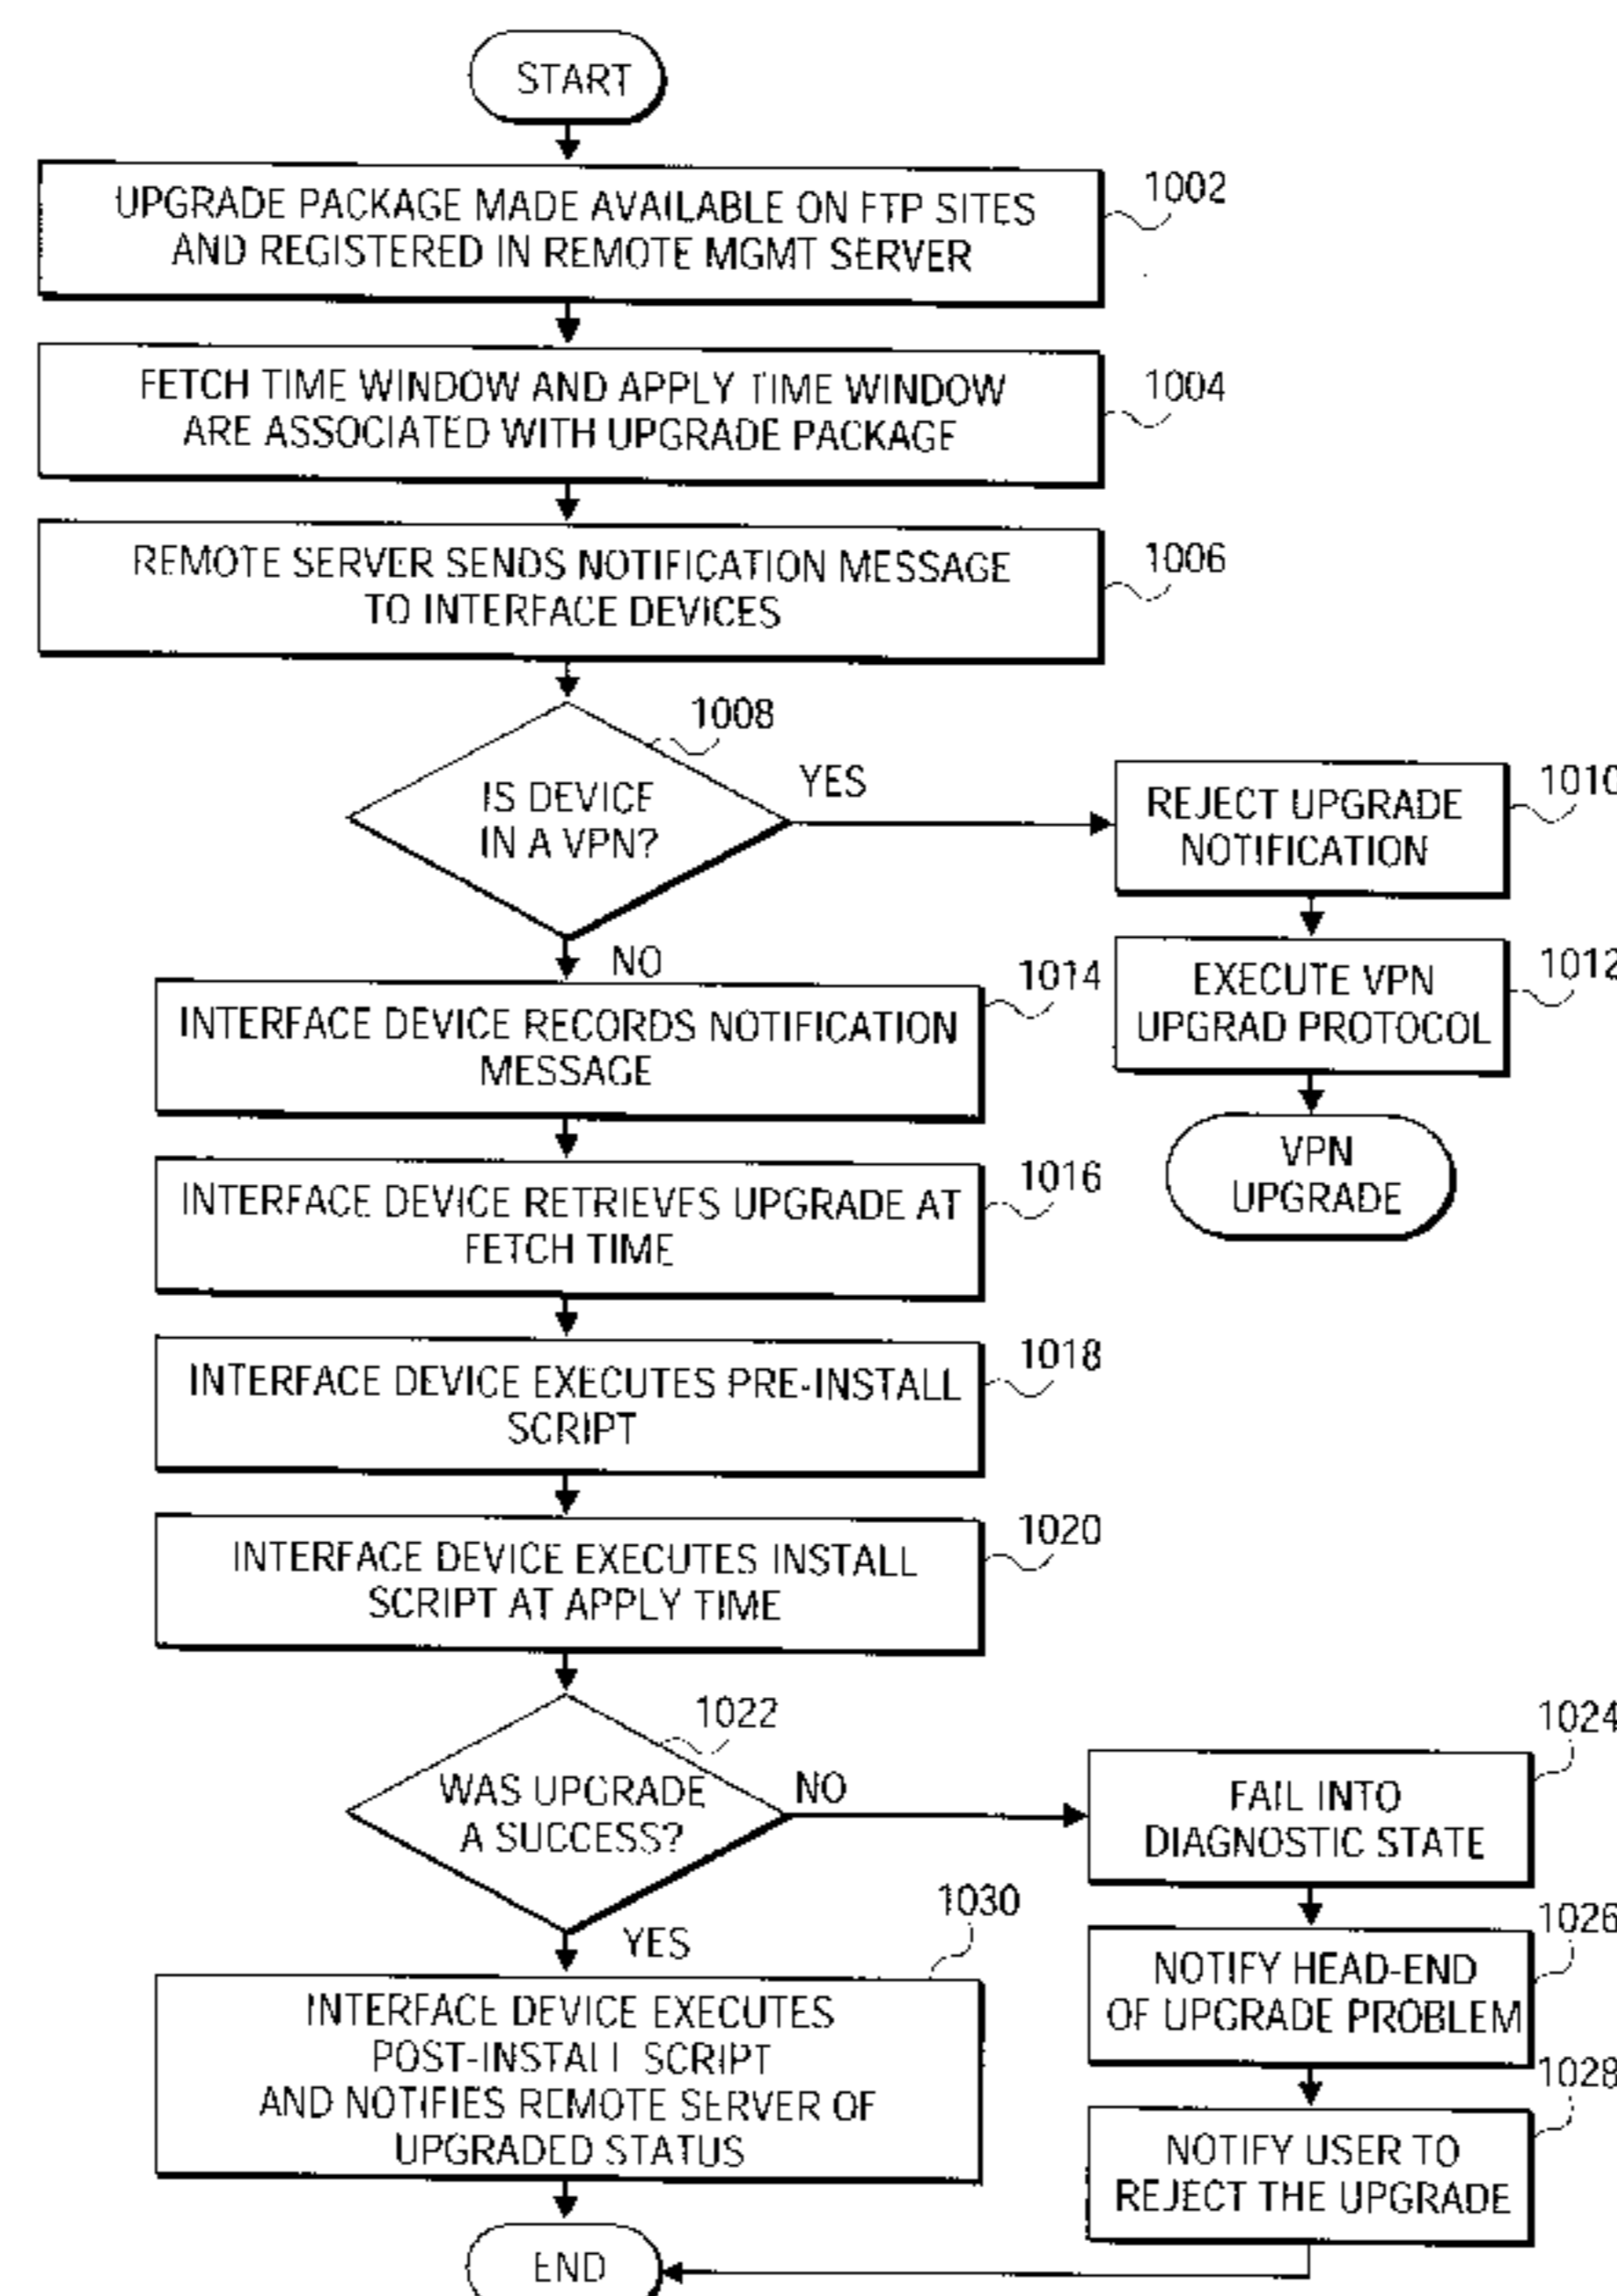 START
UPGRADE PACKAGE MADE AVAILABLE ON FTP SITES
AND REGISTERED IN REMOTE MGMT SERVER
1002
FETCH TIME WINDOW AND APPLY TIME WINDOW
ARE ASSOCIATED WITH UPGRADE PACKAGE
1004
REMOTE SERVER SENDS NOTIFICATION MESSAGE
TO INTERFACE DEVICES
1006
1008
IS DEVICE
IN A VPN?
YES
REJECT UPGRADE
NOTIFICATION
1010
EXECUTE VPN
UPGRAD PROTOCOL
1012
VPN
UPGRADE
NO
INTERFACE DEVICE RECORDS NOTIFICATION
MESSAGE
1014
INTERFACE DEVICE RETRIEVES UPGRADE AT
FETCH TIME
1016
INTERFACE DEVICE EXECUTES PRE-INSTALL
SCRIPT
1018
INTERFACE DEVICE EXECUTES INSTALL
SCRIPT AT APPLY TIME
1020
1022
WAS UPGRADE
A SUCCESS?
NO
FAIL INTO
DIAGNOSTIC STATE
1024
NOTIFY HEAD-END
OF UPGRADE PROBLEM
1026
NOTIFY USER TO
REJECT THE UPGRADE
1028
YES
1030
INTERFACE DEVICE EXECUTES
POST-INSTALL SCRIPT
AND NOTIFIES REMOTE SERVER OF
UPGRADED STATUS
END